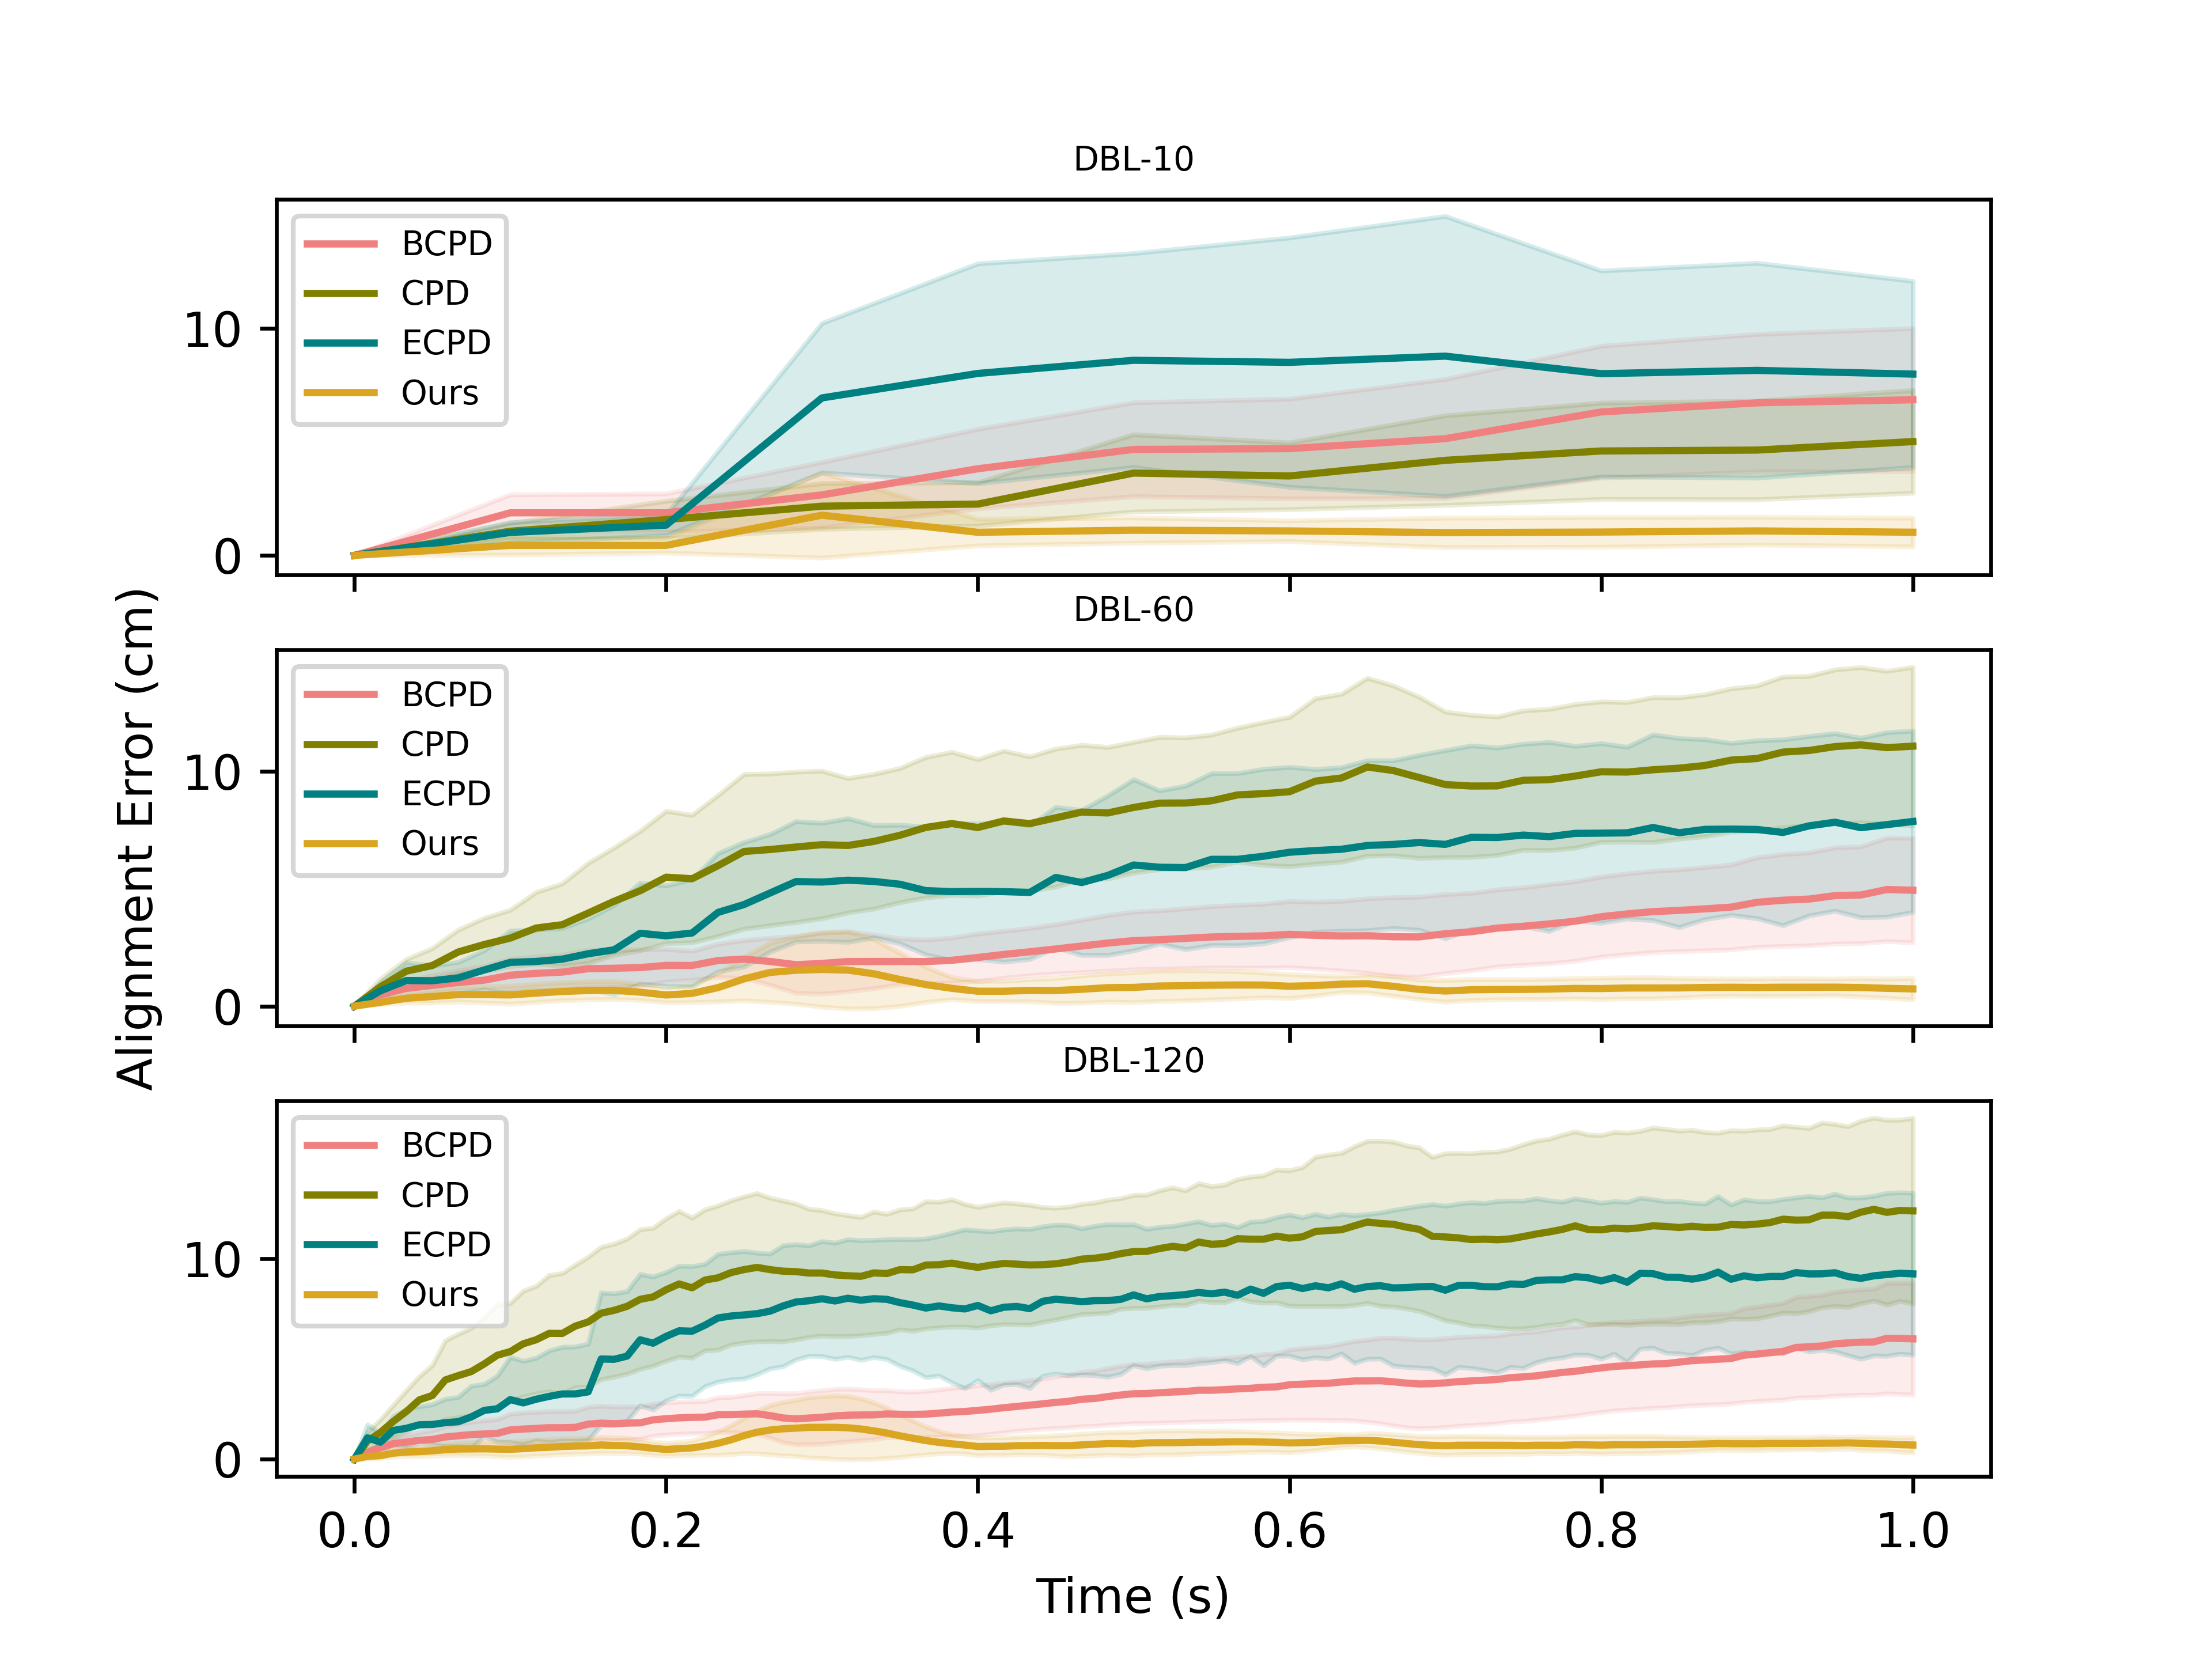 DBL-10
BCPD
CPD
ECPD
Ours
10
0
DBL-60
BCPD
CPD
ECPD
Ours
10
0
Alignment Error (cm)
DBL-120
BCPD
CPD
ECPD
Ours
10
0
0.0 0.2 0.4 0.6 0.8 1.0
Time (s)